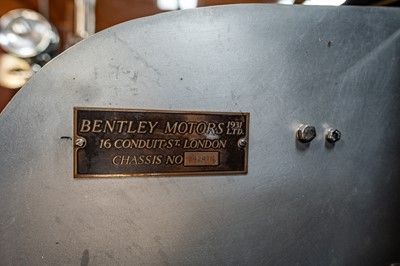 BENTLEY MOTORS 1931 LTD.
16 CONDUIT·ST. LONDON
CHASSIS NO